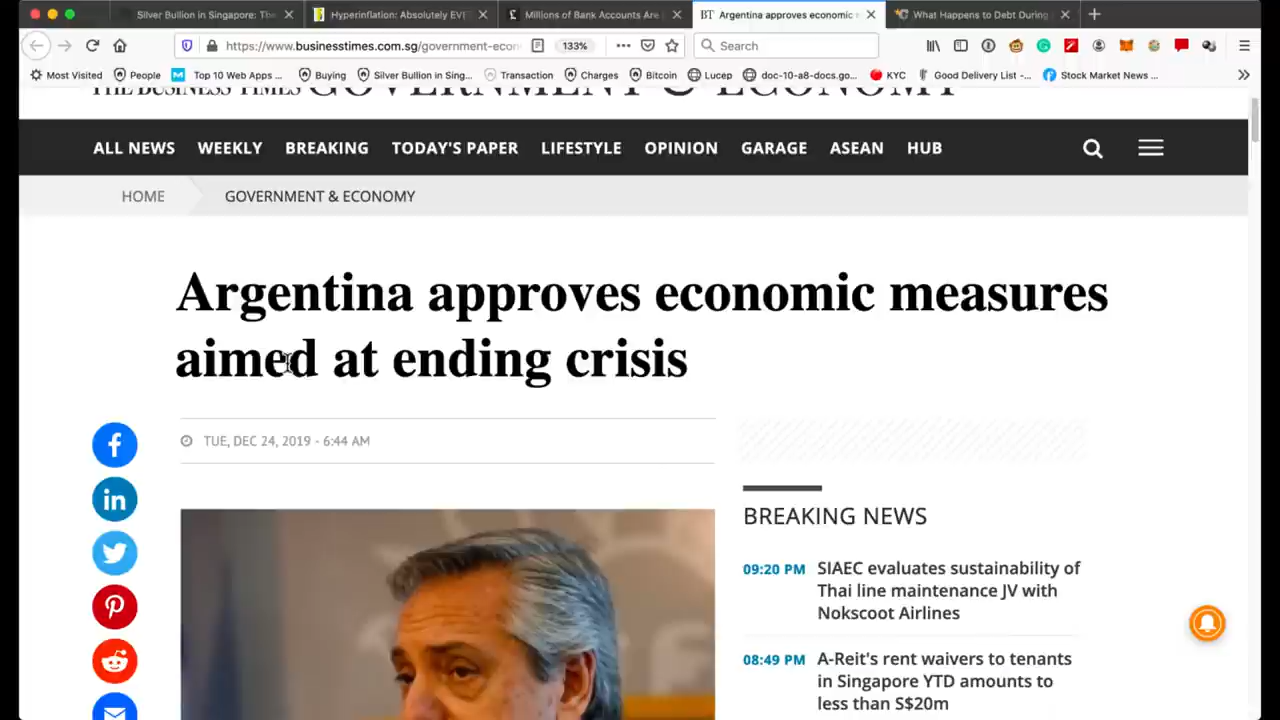 Silver Bullion in Singapore: The
Hyperinflation: Absolutely EVE
Millions of Bank Accounts Are
BT Argentina approves economic
What Happens to Debt During
https://www.businesstimes.com.sg/government-econ
133%
Search
Most Visited
People
Top 10 Web Apps ...
Buying
Silver Bullion in Sing...
Transaction
Charges
Bitcoin
Lucep
doc-10-a8-docs.go...
KYC
Good Delivery List -...
Stock Market News ...
THE BUSINESS TIMES GOVERNMENT & ECONOMY
ALL NEWS WEEKLY BREAKING TODAY'S PAPER LIFESTYLE OPINION GARAGE ASEAN HUB
HOME GOVERNMENT & ECONOMY
Argentina approves economic measures
aimed at ending crisis
TUE, DEC 24, 2019 - 6:44 AM
BREAKING NEWS
09:20 PM SIAEC evaluates sustainability of
Thai line maintenance JV with
Nokscoot Airlines
08:49 PM A-Reit's rent waivers to tenants
in Singapore YTD amounts to
less than S$20m